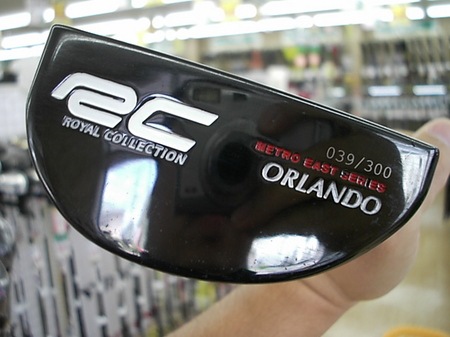 RC
ROYAL COLLECTION
039/300
METRO EAST SERIES
ORLANDO